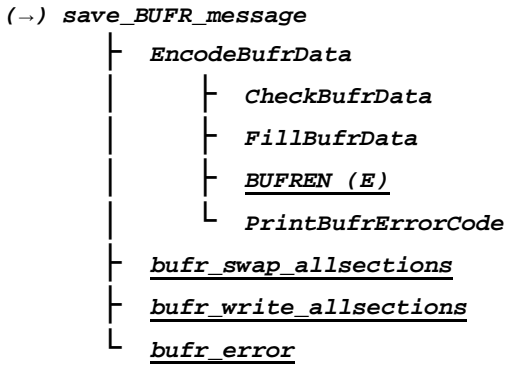 (→) save_BUFR_message
├ EncodeBufrData
│ ├ CheckBufrData
│ ├ FillBufrData
│ ├ BUFREN (E)
│ └ PrintBufrErrorCode
├ bufr_swap_allsections
├ bufr_write_allsections
└ bufr_error